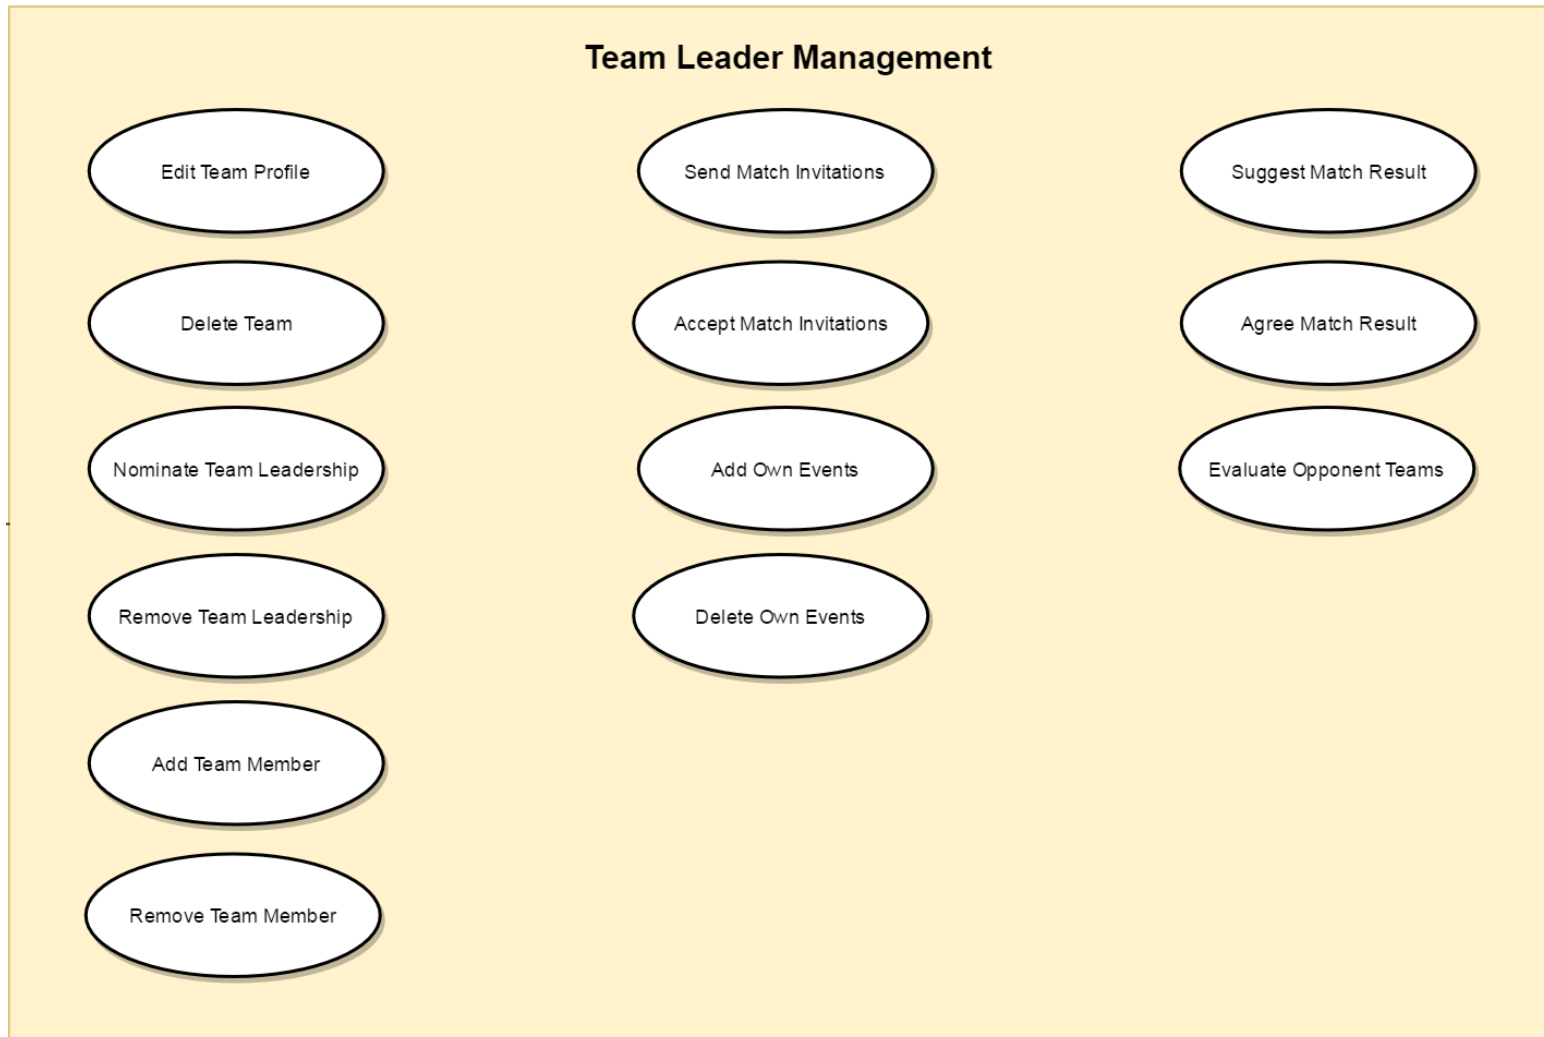 Team Leader Management
Edit Team Profile
Delete Team
Nominate Team Leadership
Remove Team Leadership
Add Team Member
Remove Team Member
Send Match Invitations
Accept Match Invitations
Add Own Events
Delete Own Events
Suggest Match Result
Agree Match Result
Evaluate Opponent Teams